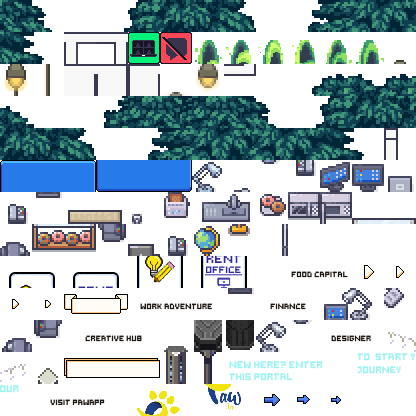 RENT
OFFICE
FOOD CAPITAL
WORK ADVENTURE
FINANCE
CREATIVE HUB
DESIGNER
NEW HERE? ENTER
THIS PORTAL
TO START Y
JOURNEY
OUR
VISIT PAWAPP